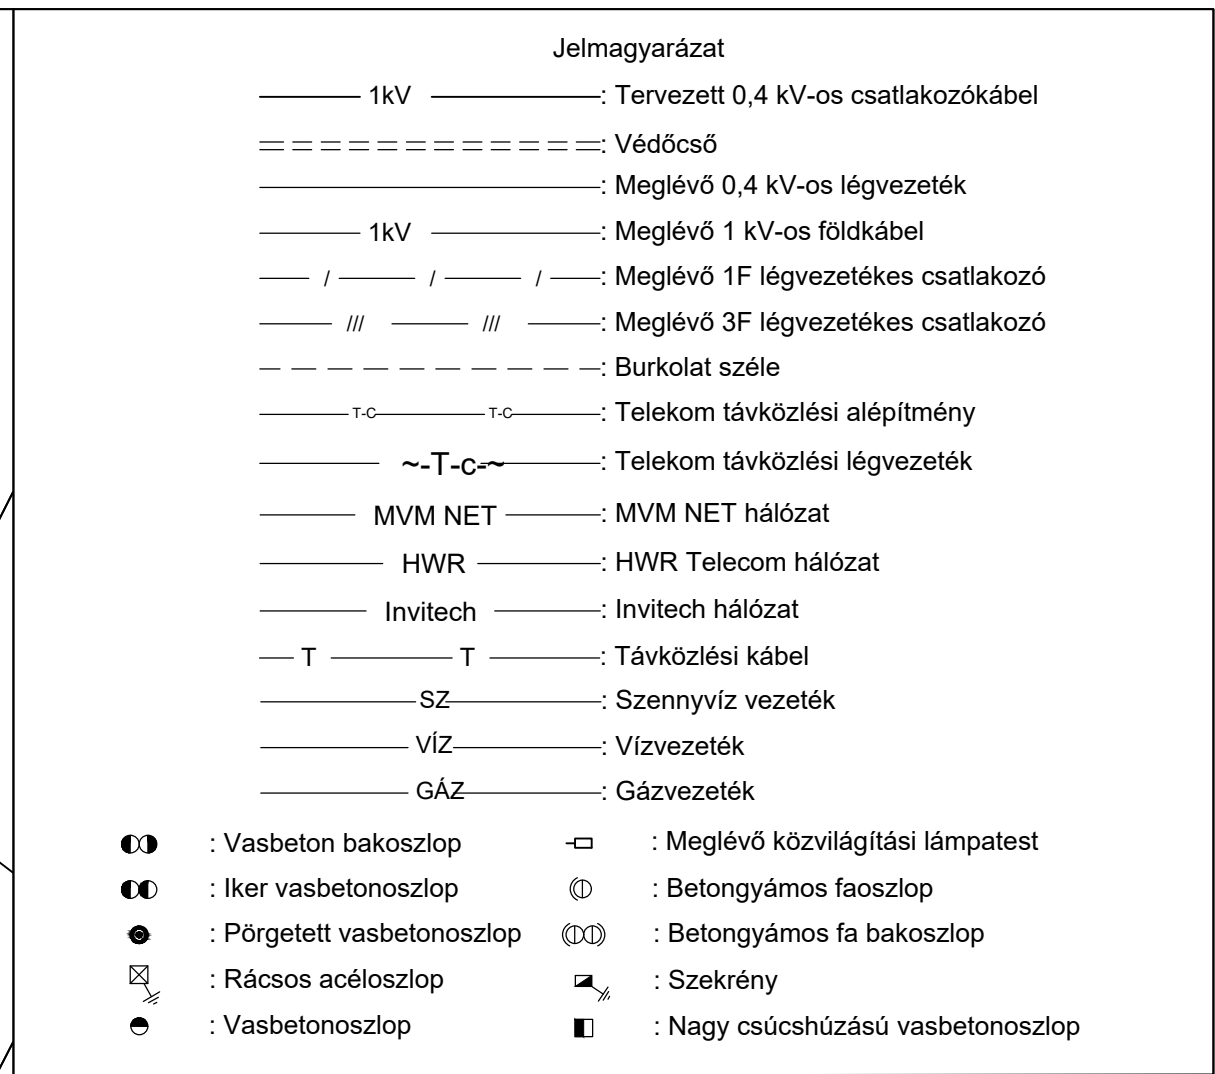 Jelmagyarázat
1kV : Tervezett 0,4 kV-os csatlakozókábel
: Védőcső
: Meglévő 0,4 kV-os légvezeték
1kV : Meglévő 1 kV-os földkábel
/ / / : Meglévő 1F légvezetékes csatlakozó
/// /// : Meglévő 3F légvezetékes csatlakozó
: Burkolat széle
T-C T-C : Telekom távközlési alépítmény
~-T-c-~ : Telekom távközlési légvezeték
MVM NET : MVM NET hálózat
HWR : HWR Telecom hálózat
Invitech : Invitech hálózat
T T : Távközlési kábel
SZ : Szennyvíz vezeték
VÍZ : Vízvezeték
GÁZ : Gázvezeték
: Vasbeton bakoszlop : Meglévő közvilágítási lámpatest
: Iker vasbetonoszlop : Betongyámos faoszlop
: Pörgetett vasbetonoszlop : Betongyámos fa bakoszlop
: Rácsos acéloszlop : Szekrény
: Vasbetonoszlop : Nagy csúcshúzású vasbetonoszlop